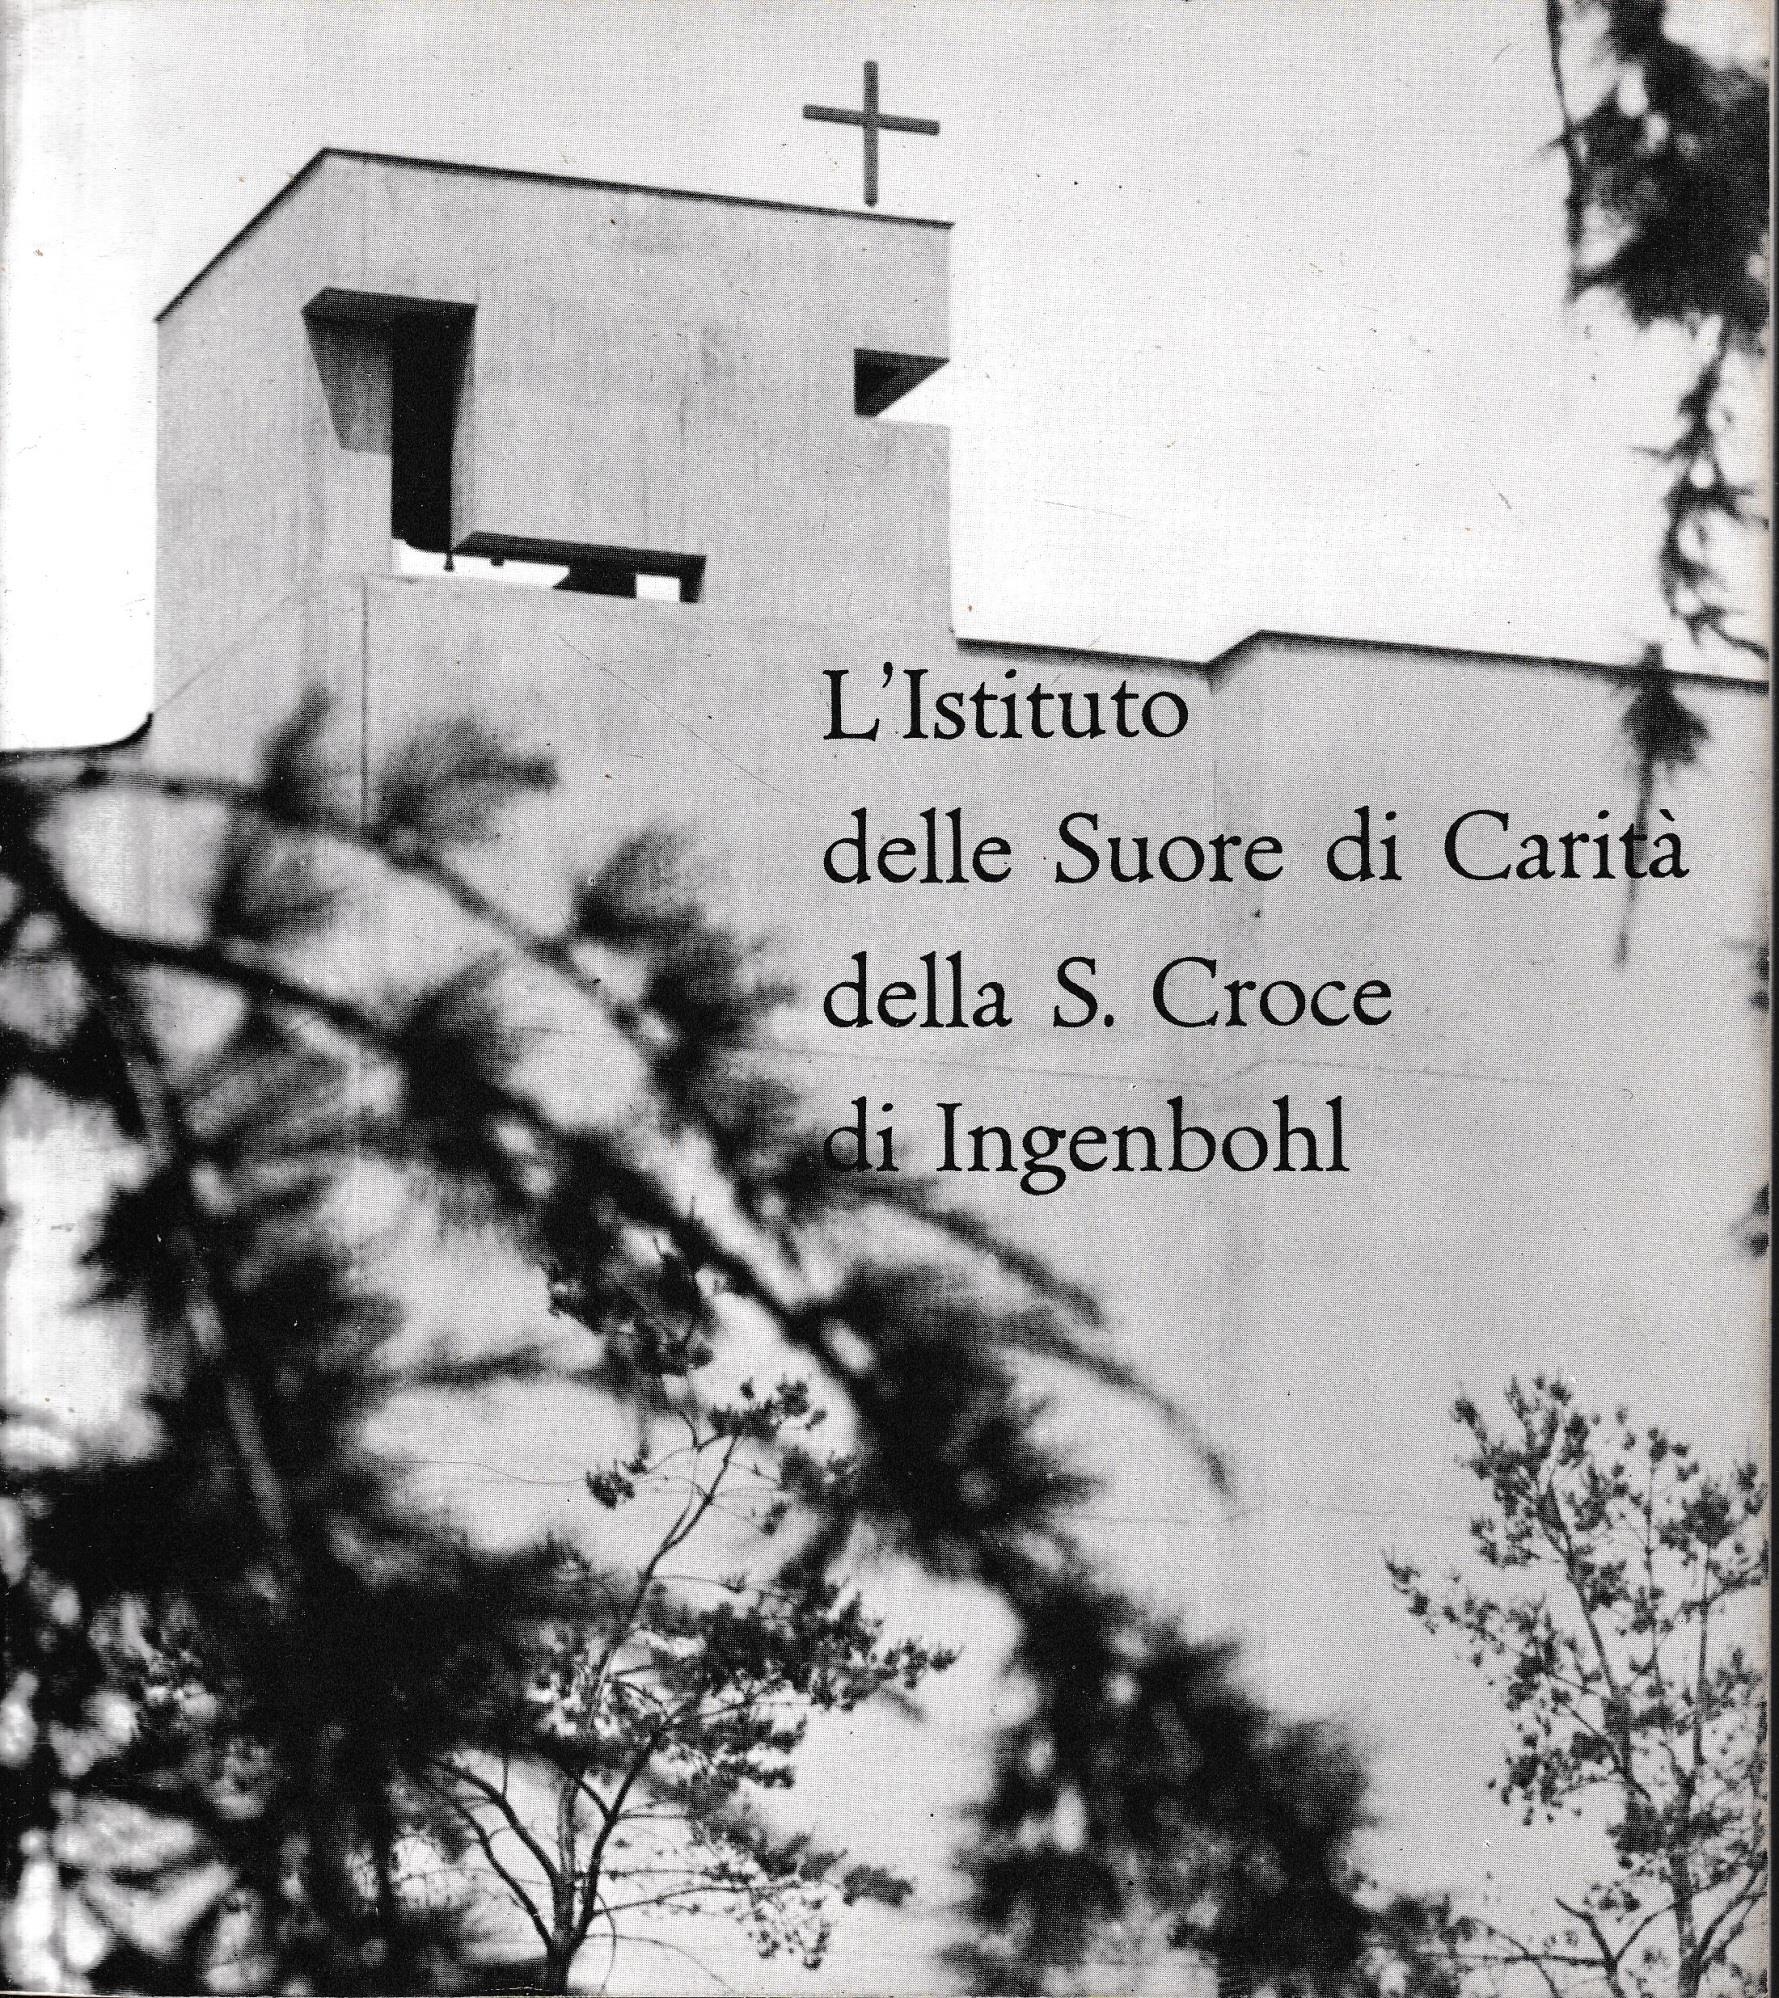 L'Istituto
delle Suore di Carità
della S. Croce
di Ingenbohl